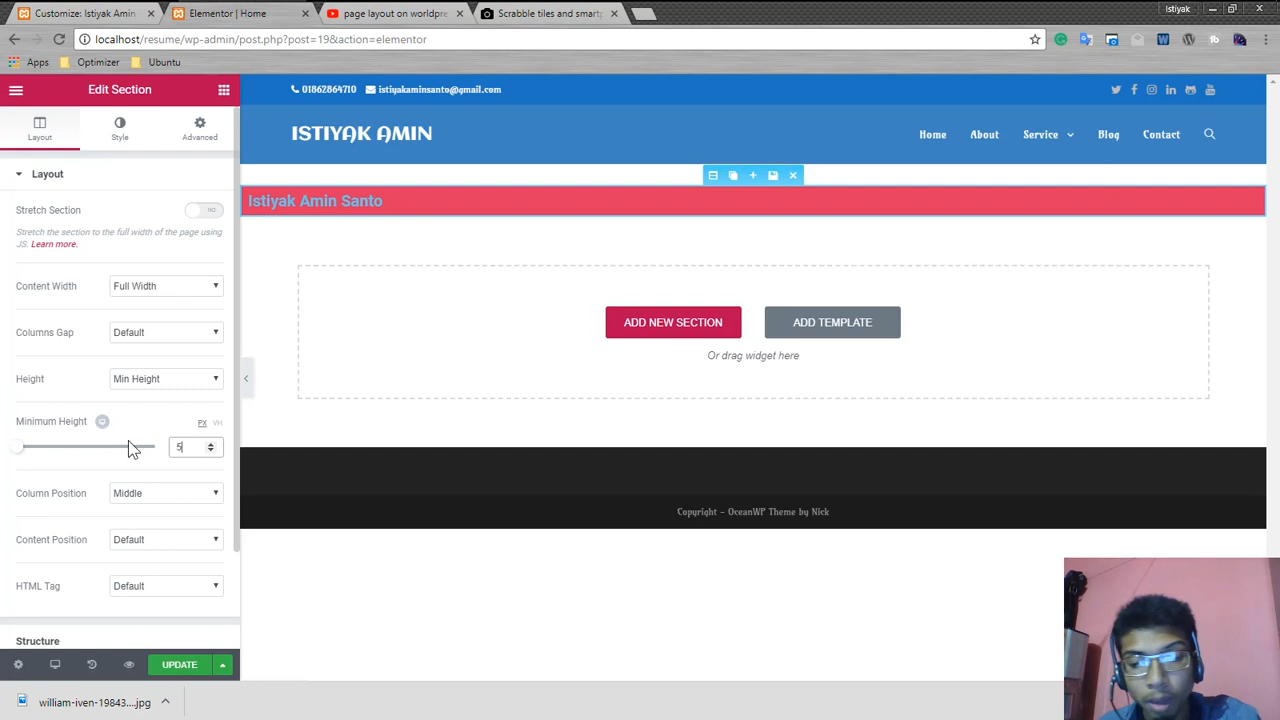 Customize: Istiyak Amin
Elementor | Home
page layout on worldpre
Scrabble tiles and smartp
Istiyak
localhost/resume/wp-admin/post.php?post=19&action=elementor
Apps
Optimizer
Ubuntu
Edit Section
01862864710
istiyakaminsanto@gmail.com
Layout
Style
Advanced
ISTIYAK AMIN
Home
About
Service
Blog
Contact
Layout
Istiyak Amin Santo
Stretch Section
NO
Stretch the section to the full width of the page using
JS. Learn more.
Content Width
Full Width
Columns Gap
Default
ADD NEW SECTION
ADD TEMPLATE
Or drag widget here
Height
Min Height
Minimum Height
PX
VH
5
Column Position
Middle
Content Position
Default
Copyright - OceanWP Theme by Nick
HTML Tag
Default
Structure
UPDATE
william-iven-19843....jpg